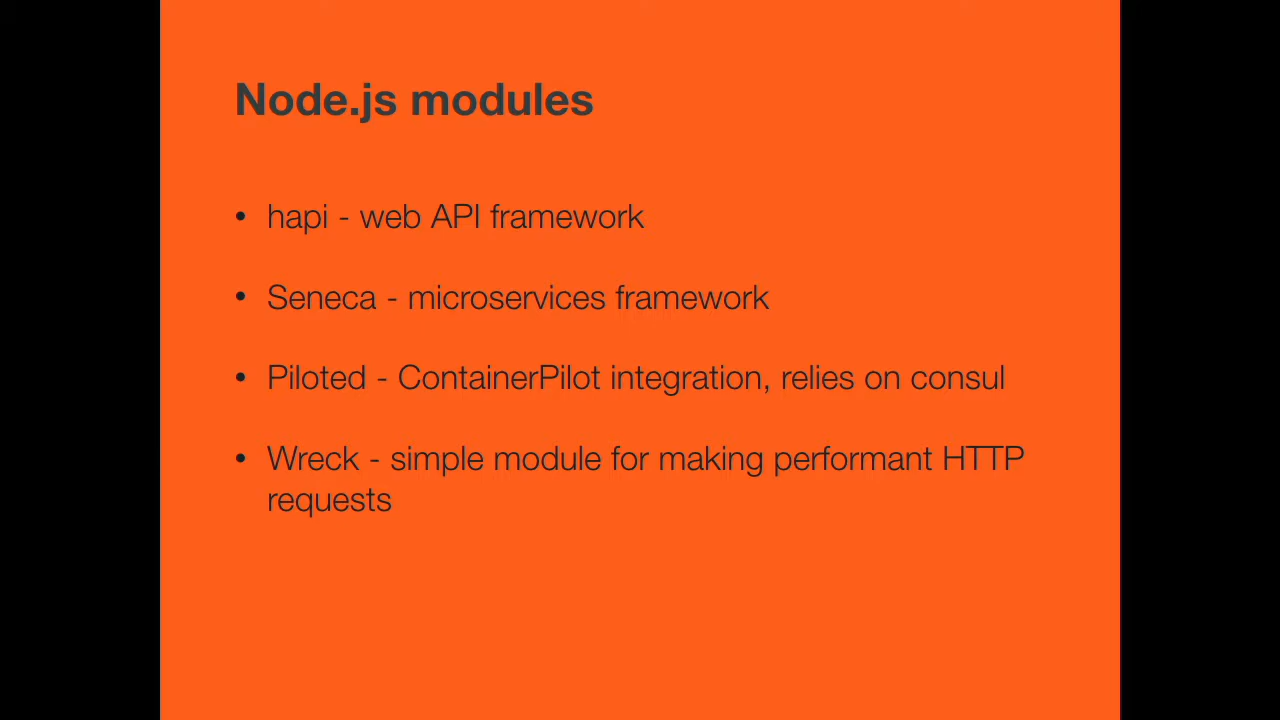 Node.js modules
• hapi - web API framework
• Seneca - microservices framework
• Piloted - ContainerPilot integration, relies on consul
• Wreck - simple module for making performant HTTP
requests